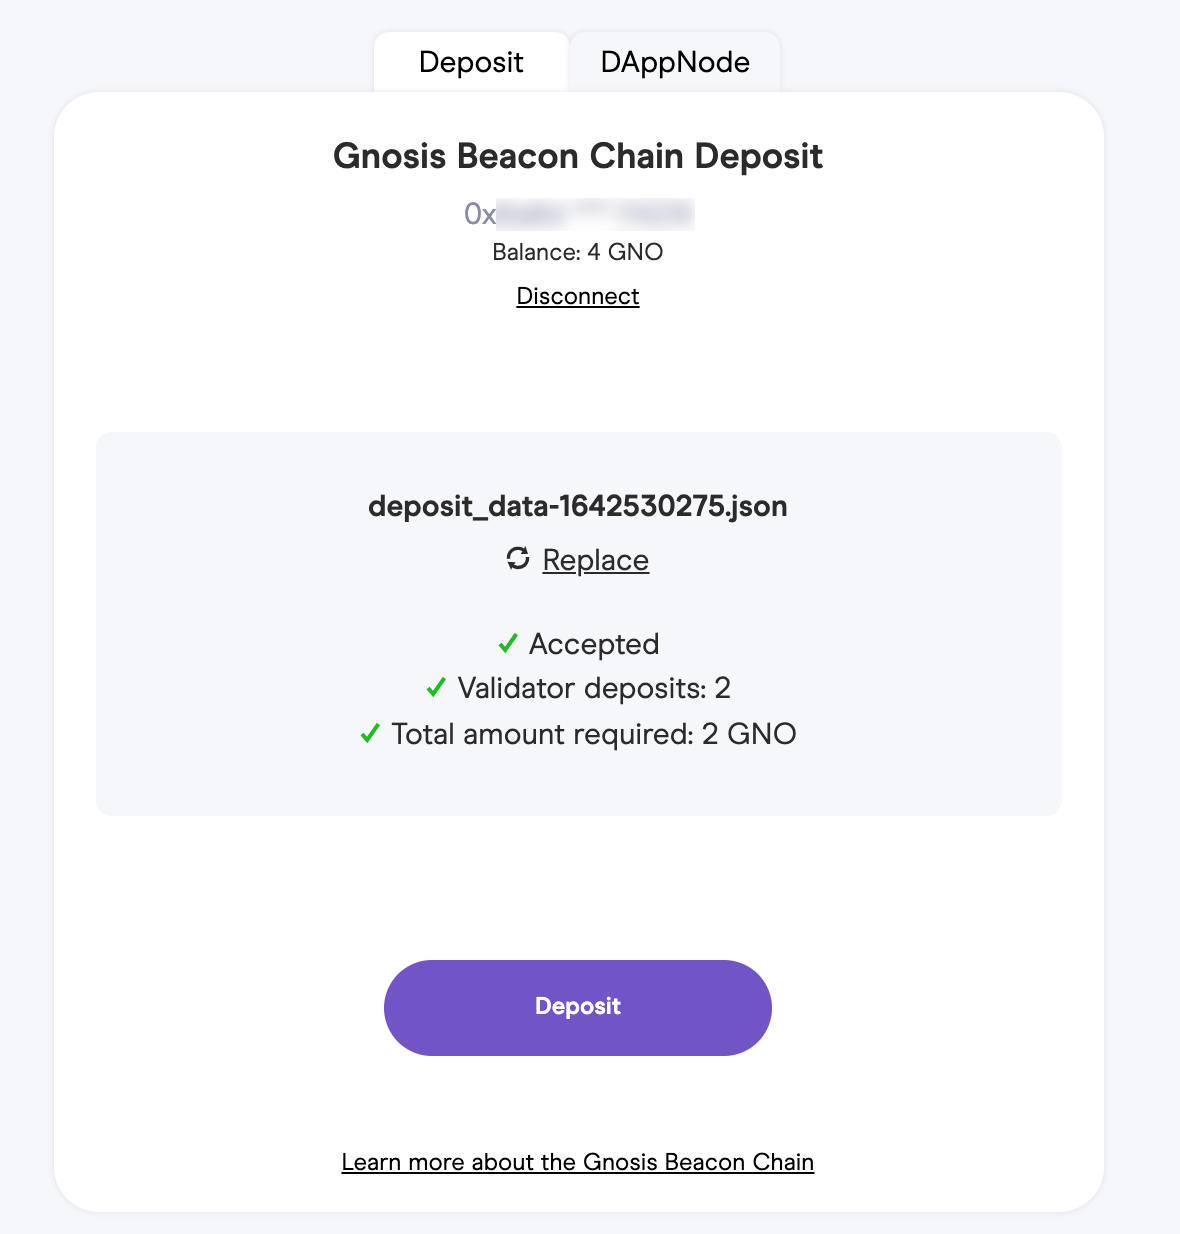 Deposit
DAppNode
Gnosis Beacon Chain Deposit
0x
Balance: 4 GNO
Disconnect
deposit_data-1642530275.json
Replace
Accepted
Validator deposits: 2
Total amount required: 2 GNO
Deposit
Learn more about the Gnosis Beacon Chain